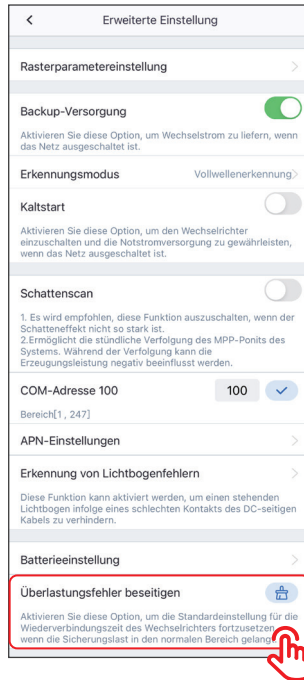 Erweiterte Einstellung
Rasterparametereinstellung
Backup-Versorgung
Aktivieren Sie diese Option, um Wechselstrom zu liefern, wenn
das Netz ausgeschaltet ist.
Erkennungsmodus Vollwellenerkennung
Kaltstart
Aktivieren Sie diese Option, um den Wechselrichter
einzuschalten und die Notstromversorgung zu gewährleisten,
wenn das Netz ausgeschaltet ist.
Schattenscan
1. Es wird empfohlen, diese Funktion auszuschalten, wenn der
Schatteneffekt nicht so stark ist.
2.Ermöglicht die stündliche Verfolgung des MPP-Ponits des
Systems. Während der Verfolgung kann die
Erzeugungsleistung negativ beeinflusst werden.
COM-Adresse 100 100
Bereich[1 , 247]
APN-Einstellungen
Erkennung von Lichtbogenfehlern
Diese Funktion kann aktiviert werden, um einen stehenden
Lichtbogen infolge eines schlechten Kontakts des DC-seitigen
Kabels zu verhindern.
Batterieeinstellung
Überlastungsfehler beseitigen
Aktivieren Sie diese Option, um die Standardeinstellung für die
Wiederverbindungszeit des Wechselrichters fortzusetzen,
wenn die Sicherungslast in den normalen Bereich